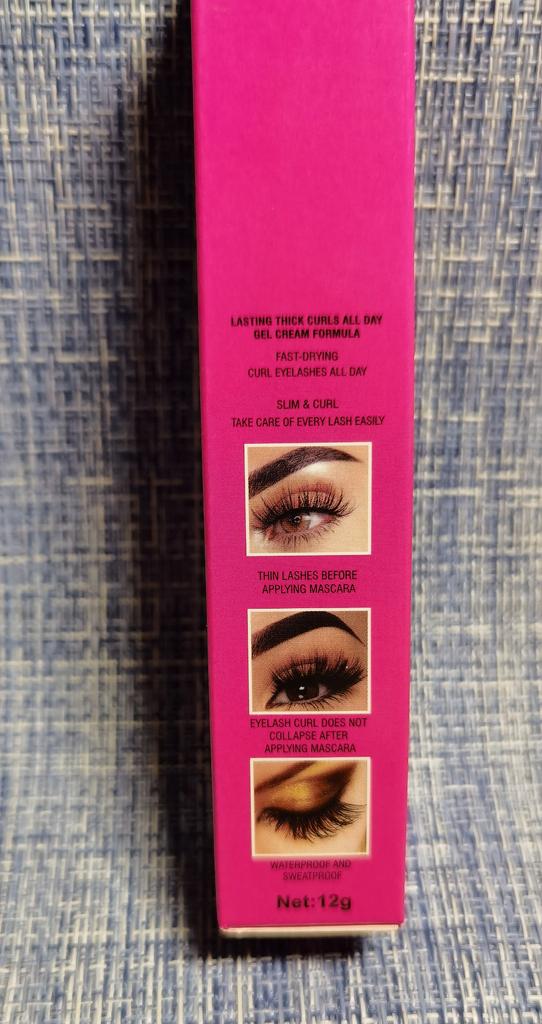 LASTING THICK CURLS ALL DAY
GEL CREAM FORMULA
FAST-DRYING
CURL EYELASHES ALL DAY
SLIM & CURL
TAKE CARE OF EVERY LASH EASILY
THIN LASHES BEFORE
APPLYING MASCARA
EYELASH CURL DOES NOT
COLLAPSE AFTER
APPLYING MASCARA
WATERPROOF AND
SWEATPROOF
Net:12g